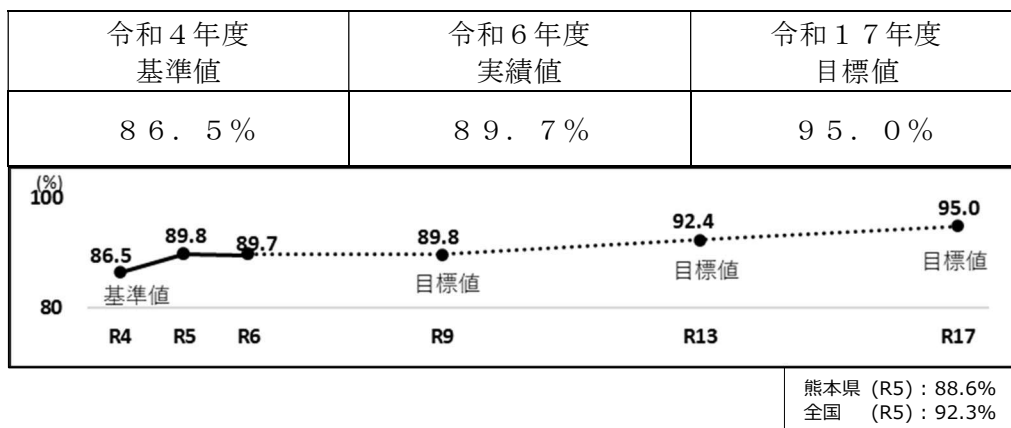 令和４年度 令和６年度 令和１７年度
基準値 実績値 目標値
８６．５％ ８９．７％ ９５．０％
(%)
100
86.5 89.8 89.7 89.8 92.4 95.0
基準値 目標値 目標値 目標値
80
R4 R5 R6 R9 R13 R17
熊本県 (R5) : 88.6%
全国 (R5) : 92.3%